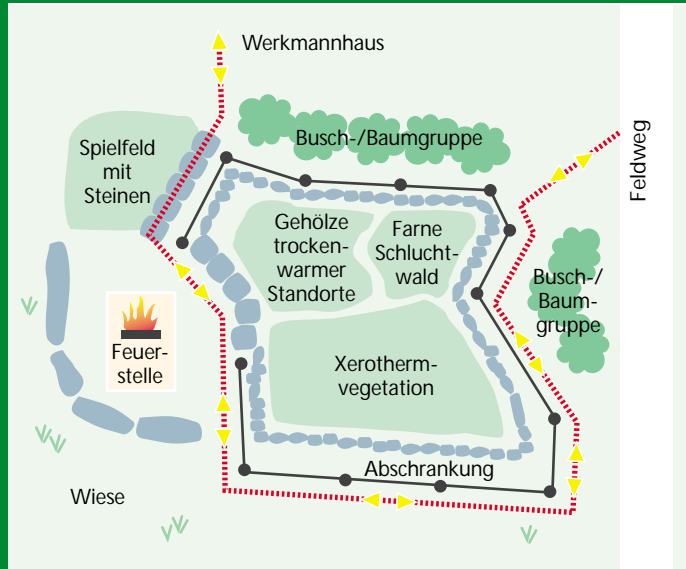 Werkmannhaus
Busch-/Baumgruppe
Spielfeld
mit
Steinen
Feldweg
Gehölze
trocken-
warmer
Standorte
Farne
Schlucht-
wald
Busch-/
Baum-
gruppe
Feuer-
stelle
Xerotherm-
vegetation
Abschrankung
Wiese